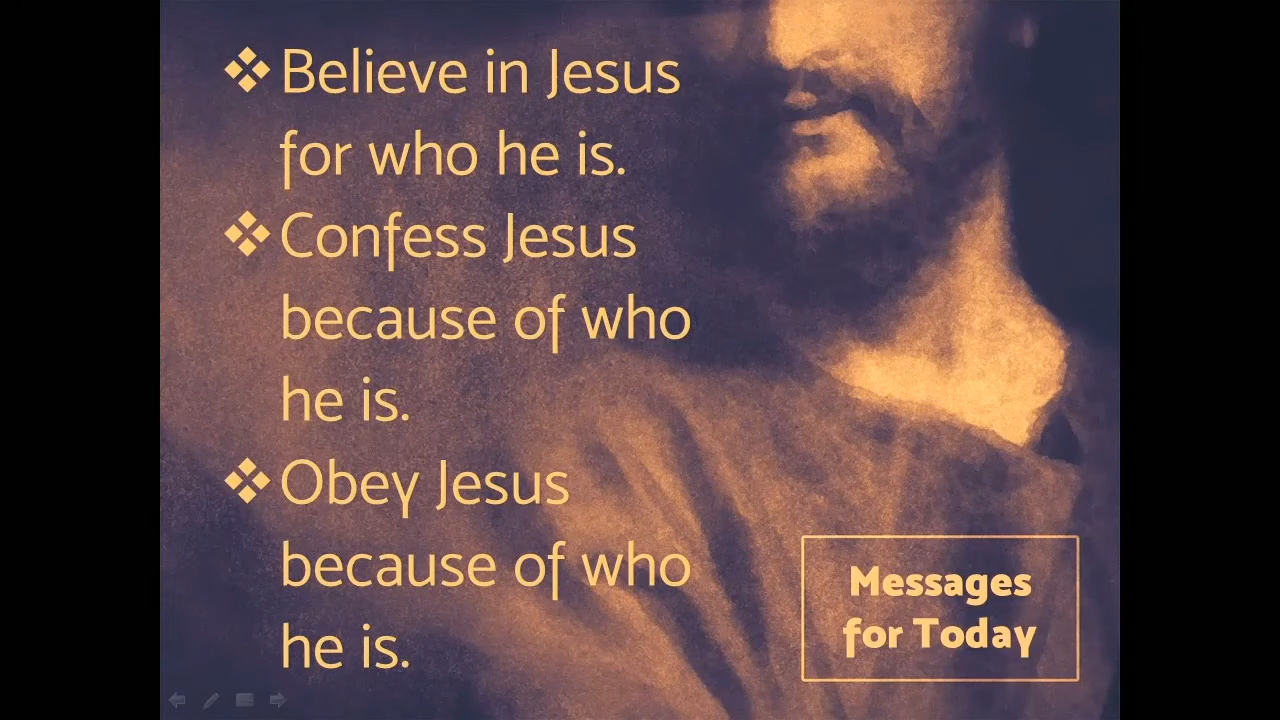 ❖Believe in Jesus
for who he is.
❖Confess Jesus
because of who
he is.
❖Obey Jesus
because of who
he is.
Messages
for Today